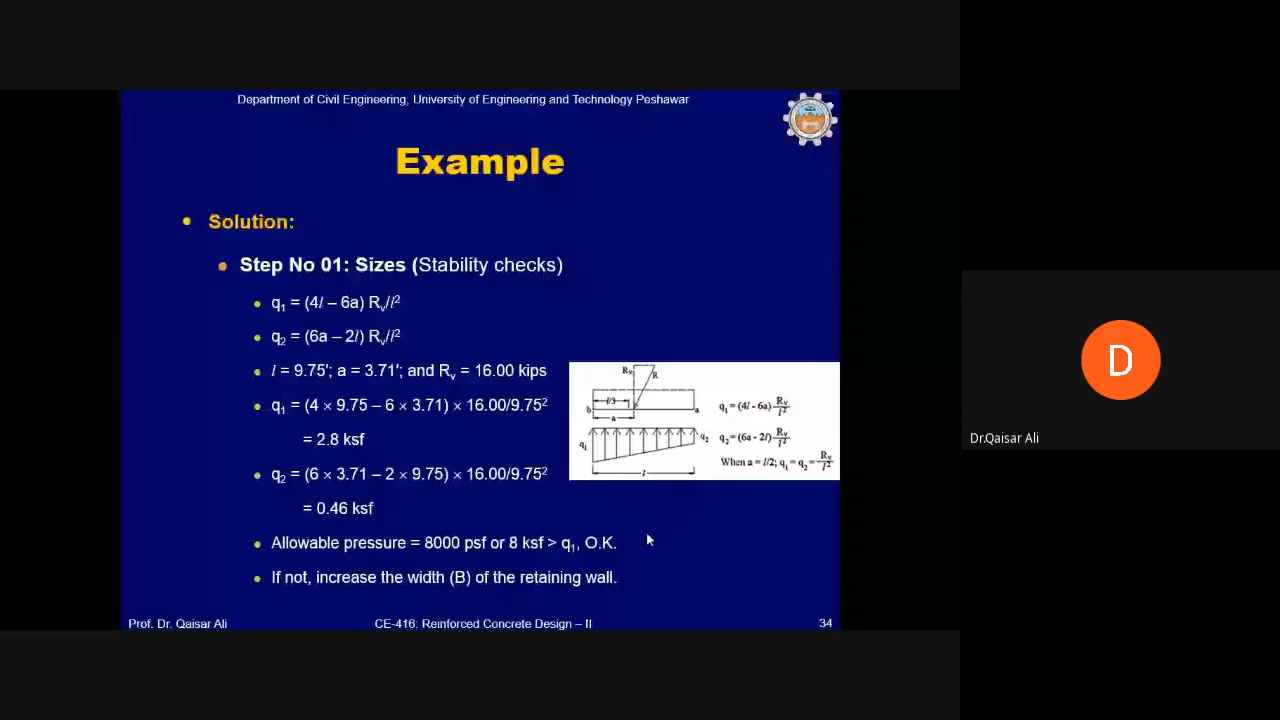 Department of Civil Engineering, University of Engineering and Technology Peshawar
Example
• Solution:
• Step No 01: Sizes (Stability checks)
• q₁ = (4l – 6a) Rᵥ/l²
• q₂ = (6a – 2l) Rᵥ/l²
• l = 9.75′; a = 3.71′; and Rᵥ = 16.00 kips
• q₁ = (4 × 9.75 – 6 × 3.71) × 16.00/9.75²
= 2.8 ksf
• q₂ = (6 × 3.71 – 2 × 9.75) × 16.00/9.75²
= 0.46 ksf
• Allowable pressure = 8000 psf or 8 ksf > q₁, O.K.
• If not, increase the width (B) of the retaining wall.
Rᵥ R
l/3
b a
a
q₁ q₂
l
q₁ = (4l - 6a) Rᵥ/l²
q₂ = (6a - 2l) Rᵥ/l²
When a = l/2; q₁ = q₂ = Rᵥ/l²
Prof. Dr. Qaisar Ali CE-416: Reinforced Concrete Design – II 34
D
Dr.Qaisar Ali